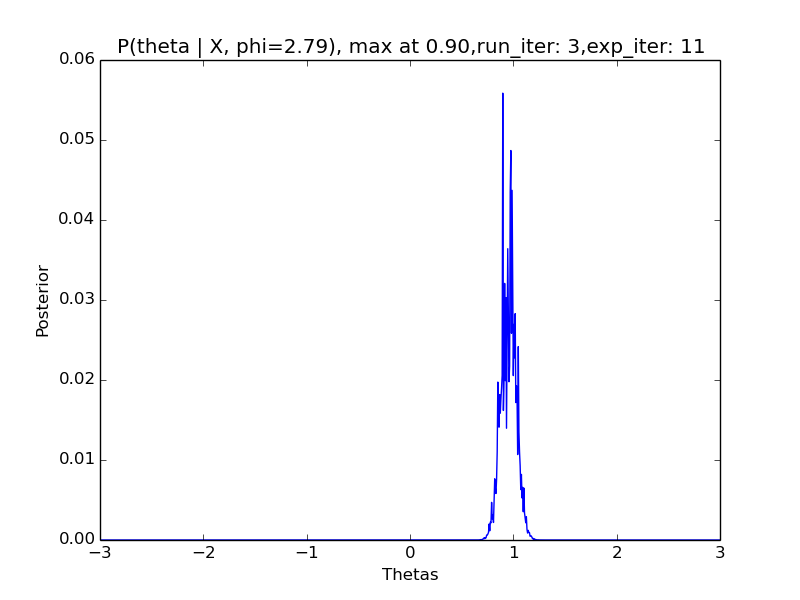 P(theta | X, phi=2.79), max at 0.90,run_iter: 3,exp_iter: 11
0.06
0.05
0.04
0.03
0.02
0.01
0.00
Posterior
−3 −2 −1 0 1 2 3
Thetas